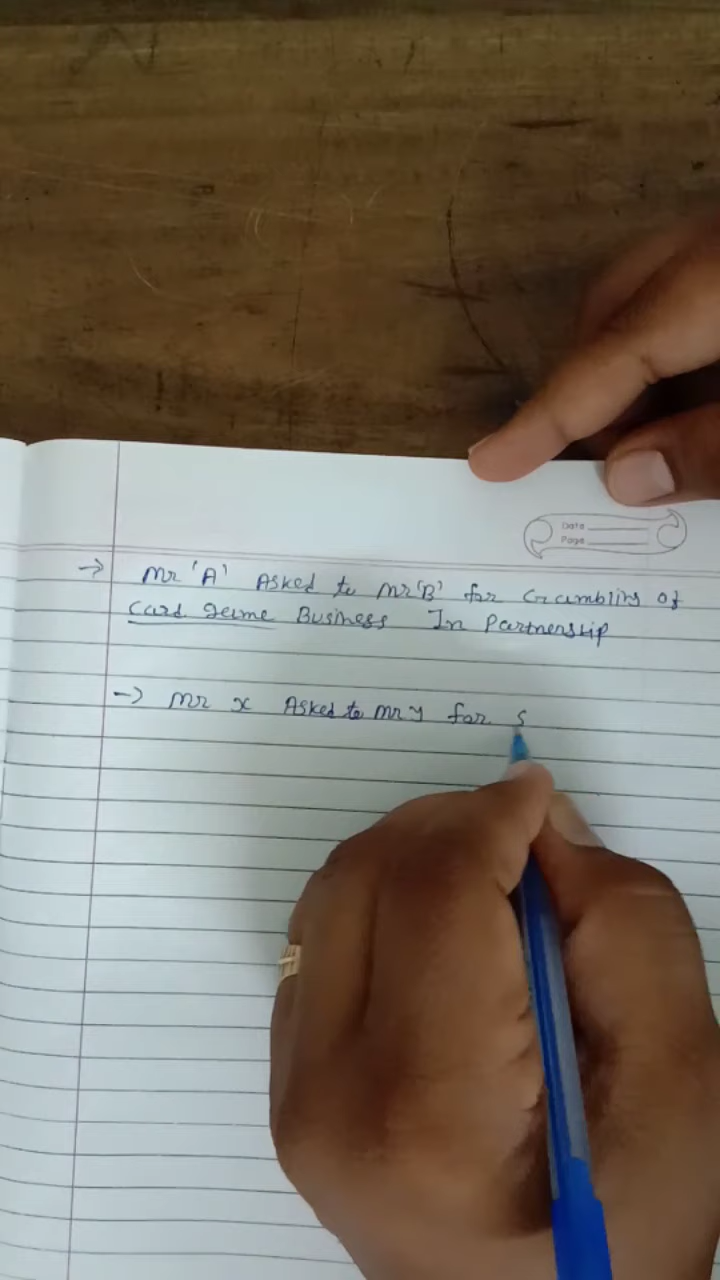 Date
Page
→ Mr 'A' Asked to Mr 'B' for Gambling of
Card Game Business In Partnership
→ Mr x Asked to Mr y for s